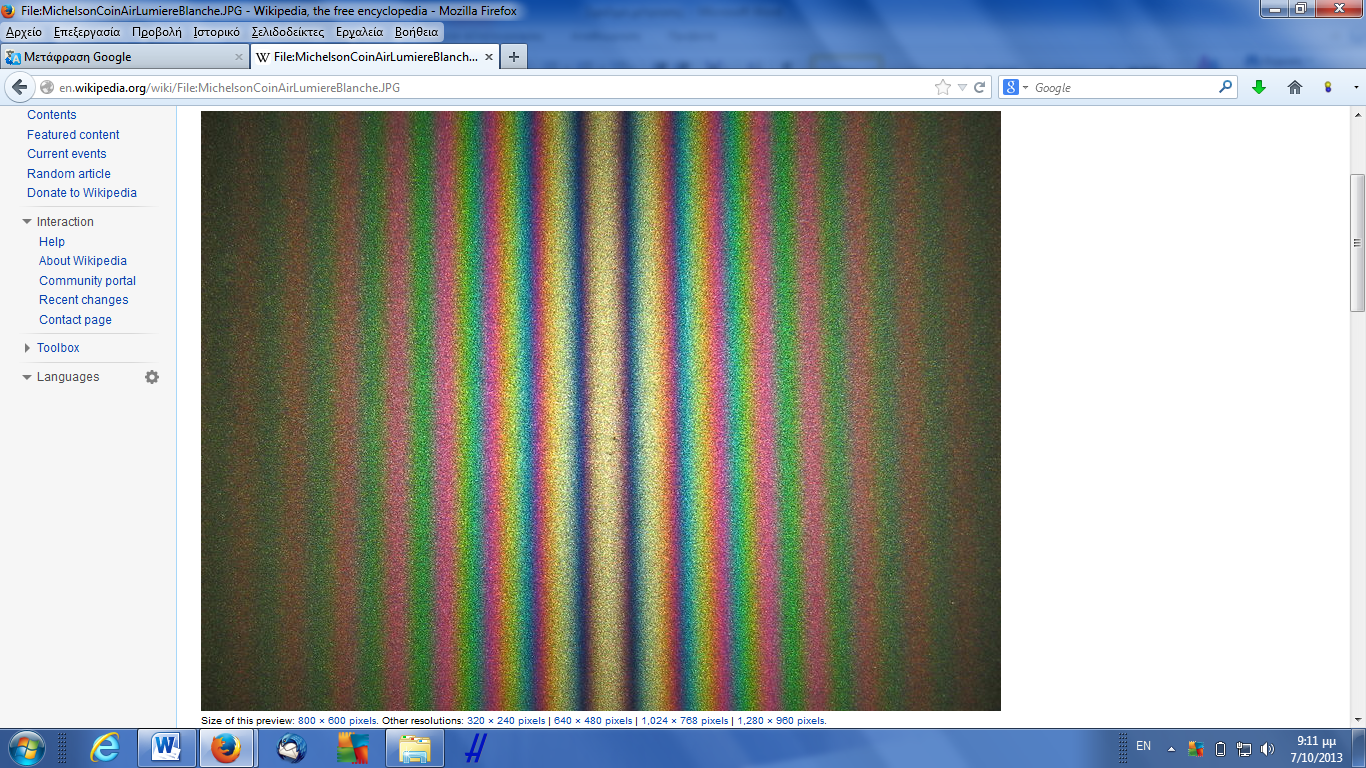 File:MichelsonCoinAirLumiereBlanche.JPG - Wikipedia, the free encyclopedia - Mozilla Firefox
Αρχείο Επεξεργασία Προβολή Ιστορικό Σελιδοδείκτες Εργαλεία Βοήθεια
Μετάφραση Google
File:MichelsonCoinAirLumiereBlanch...
en.wikipedia.org/wiki/File:MichelsonCoinAirLumiereBlanche.JPG
Google
Contents
Featured content
Current events
Random article
Donate to Wikipedia
Interaction
Help
About Wikipedia
Community portal
Recent changes
Contact page
Toolbox
Languages
Size of this preview: 800 × 600 pixels. Other resolutions: 320 × 240 pixels | 640 × 480 pixels | 1,024 × 768 pixels | 1,280 × 960 pixels.
EN
9:11 μμ
7/10/2013